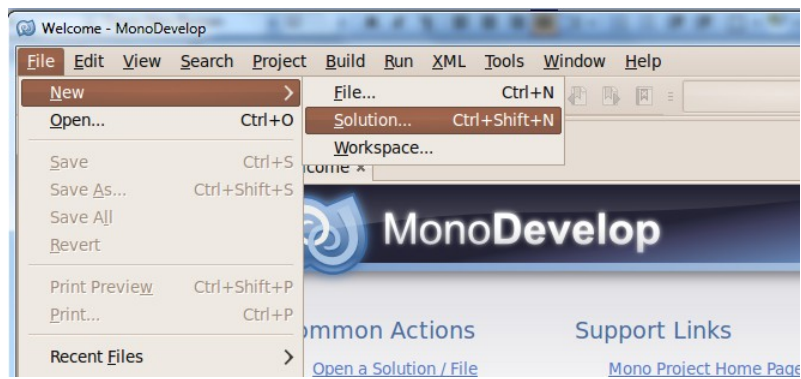 Welcome - MonoDevelop
File Edit View Search Project Build Run XML Tools Window Help
New
Open... Ctrl+O
Save Ctrl+S
Save As... Ctrl+Shift+S
Save All
Revert
Print Preview Ctrl+Shift+P
Print... Ctrl+P
Recent Files
File... Ctrl+N
Solution... Ctrl+Shift+N
Workspace...
come ×
MonoDevelop
ommon Actions
Open a Solution / File
Support Links
Mono Project Home Page